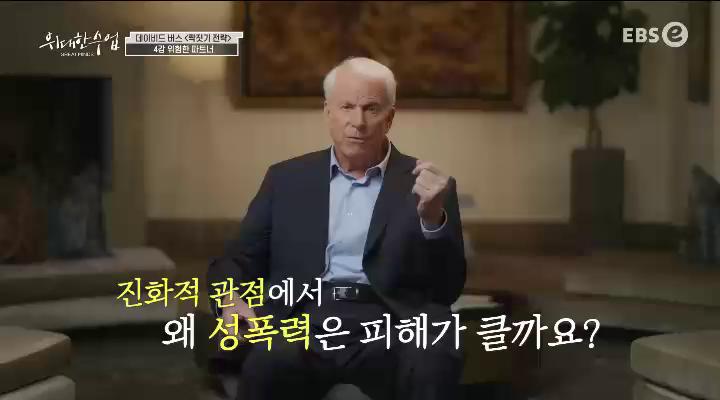 위대한수업
GREAT MINDS
데이비드 버스 <짝짓기 전략>
4강 위험한 파트너
EBS e
진화적 관점에서
왜 성폭력은 피해가 클까요?